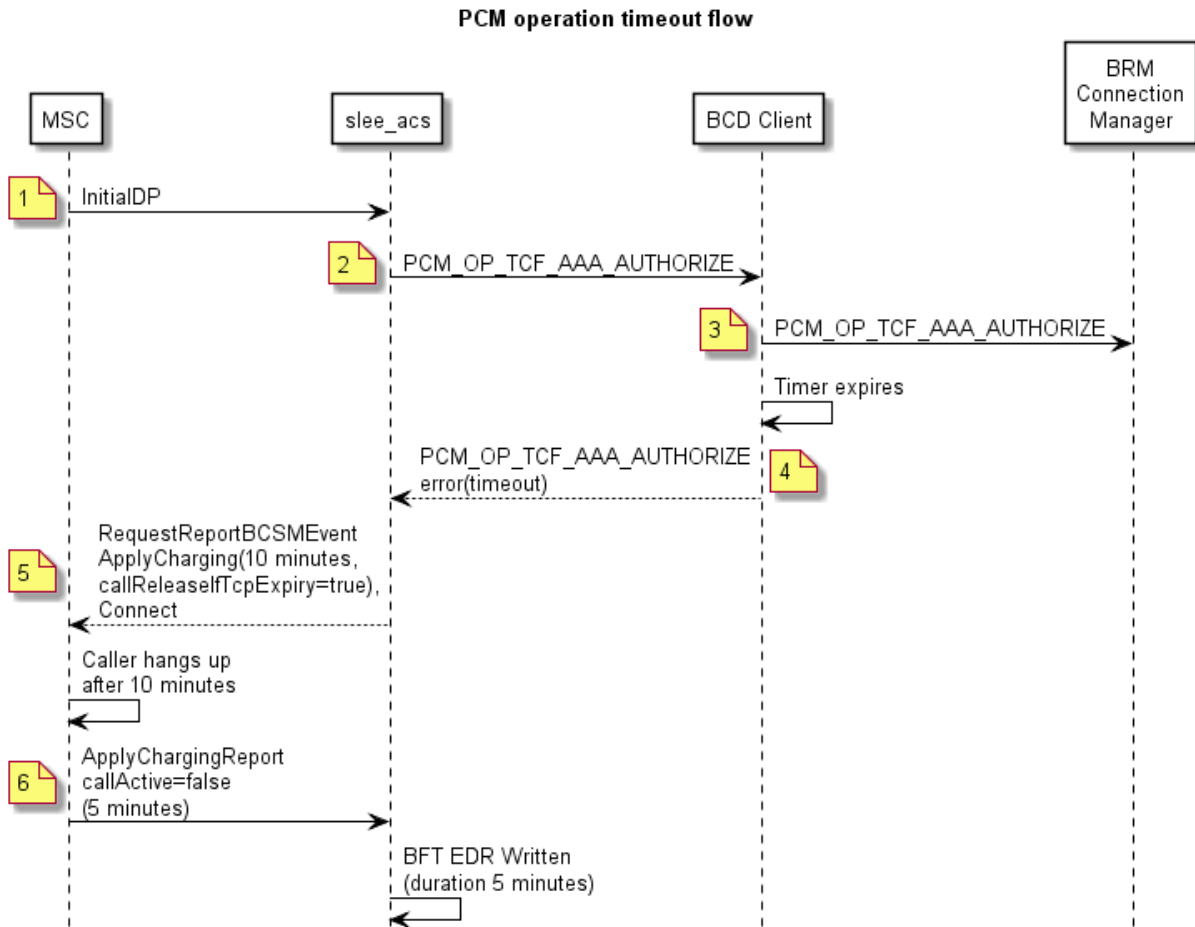 PCM operation timeout flow
MSC
slee_acs
BCD Client
BRM
Connection
Manager
1
InitialDP
2
PCM_OP_TCF_AAA_AUTHORIZE
3
PCM_OP_TCF_AAA_AUTHORIZE
Timer expires
PCM_OP_TCF_AAA_AUTHORIZE
error(timeout)
4
5
RequestReportBCSMEvent
ApplyCharging(10 minutes,
callReleaseIfTcpExpiry=true),
Connect
Caller hangs up
after 10 minutes
6
ApplyChargingReport
callActive=false
(5 minutes)
BFT EDR Written
(duration 5 minutes)